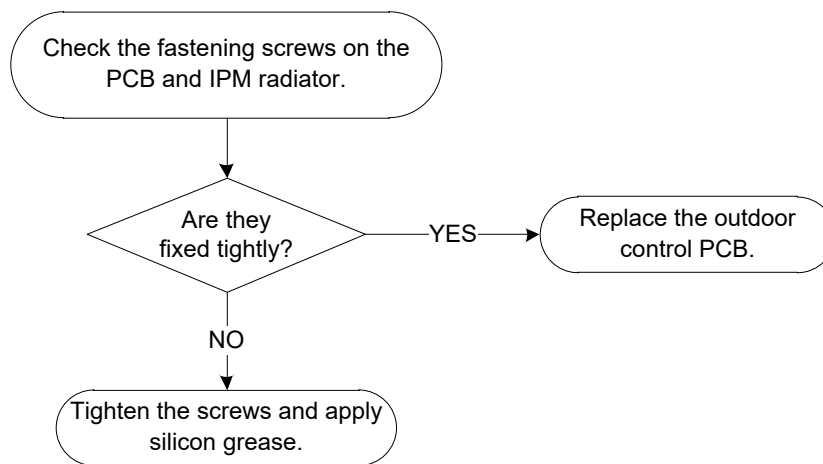 Check the fastening screws on the
PCB and IPM radiator.
Are they
fixed tightly?
YES
Replace the outdoor
control PCB.
NO
Tighten the screws and apply
silicon grease.